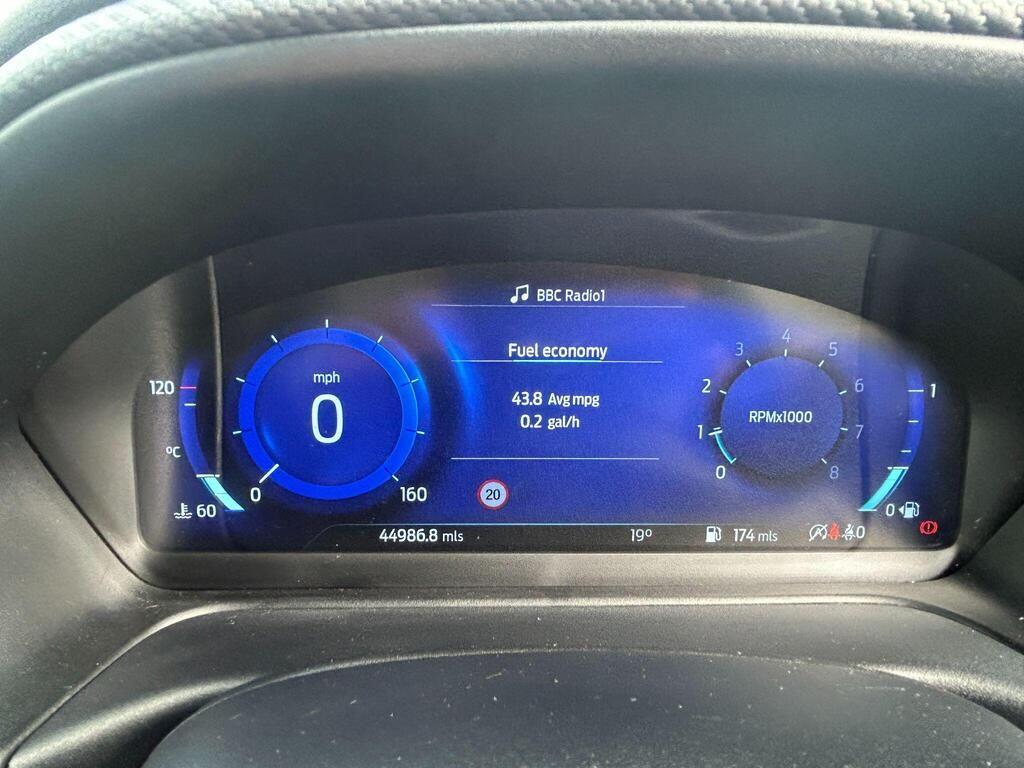 BBC Radio1
Fuel economy
43.8 Avg mpg
0.2 gal/h
mph
0
0
160
120
°C
60
20
RPMx1000
0
1
2
3
4
5
6
7
8
1
0
44986.8 mls
19°
174 mls
0